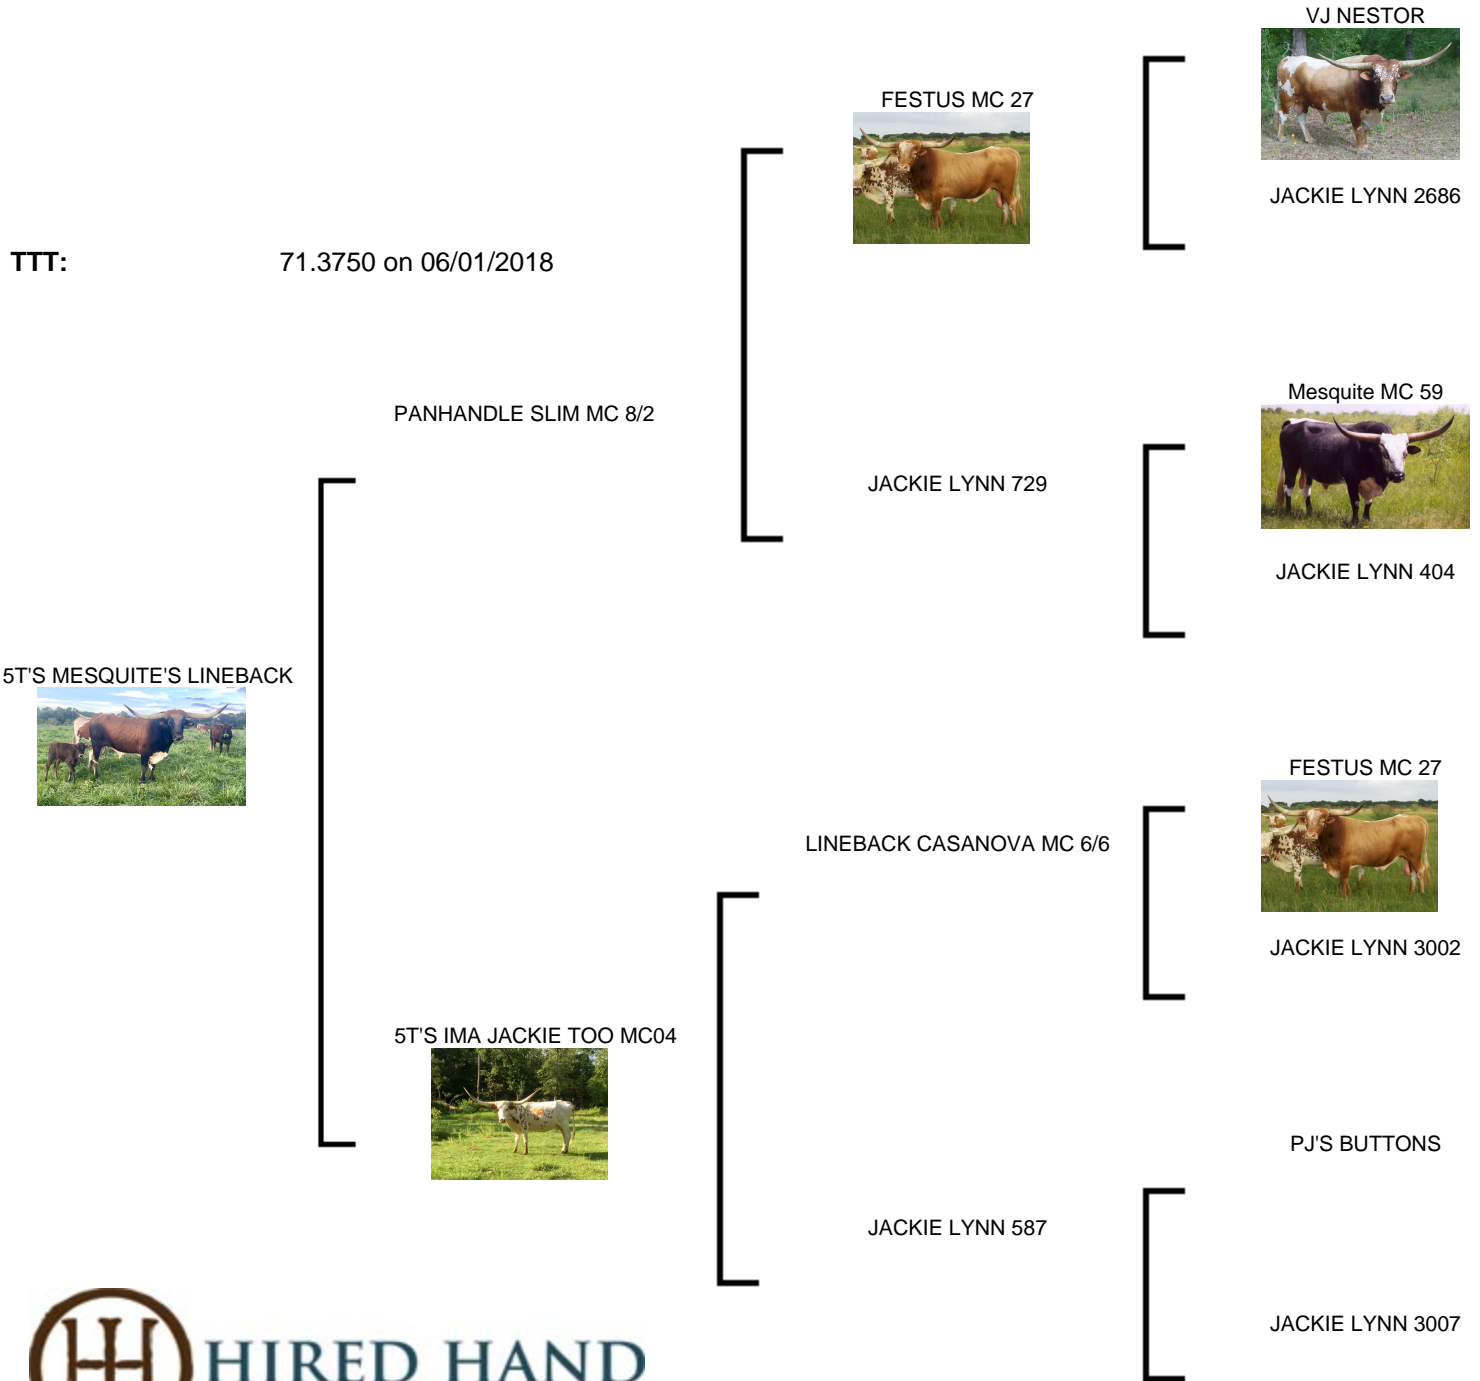 VJ NESTOR
FESTUS MC 27
JACKIE LYNN 2686
TTT: 71.3750 on 06/01/2018
Mesquite MC 59
PANHANDLE SLIM MC 8/2
JACKIE LYNN 729
JACKIE LYNN 404
5T'S MESQUITE'S LINEBACK
FESTUS MC 27
LINEBACK CASANOVA MC 6/6
JACKIE LYNN 3002
5T'S IMA JACKIE TOO MC04
PJ'S BUTTONS
JACKIE LYNN 587
JACKIE LYNN 3007
HIRED HAND